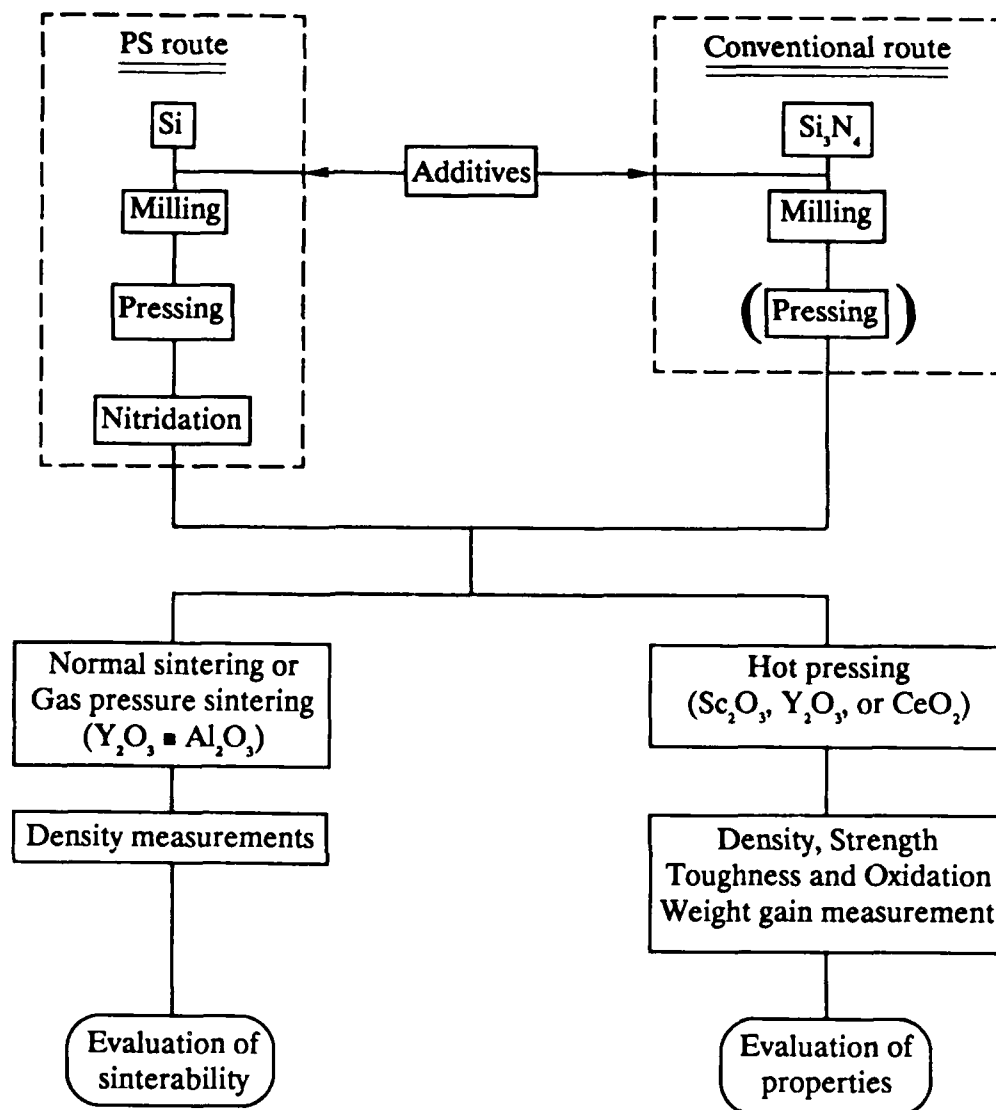 PS route
Conventional route
Si
Si₃N₄
Additives
Milling
Milling
Pressing
(Pressing)
Nitridation
Normal sintering or
Gas pressure sintering
(Y₂O₃ ▪ Al₂O₃)
Hot pressing
(Sc₂O₃, Y₂O₃, or CeO₂)
Density measurements
Density, Strength
Toughness and Oxidation
Weight gain measurement
Evaluation of
sinterability
Evaluation of
properties